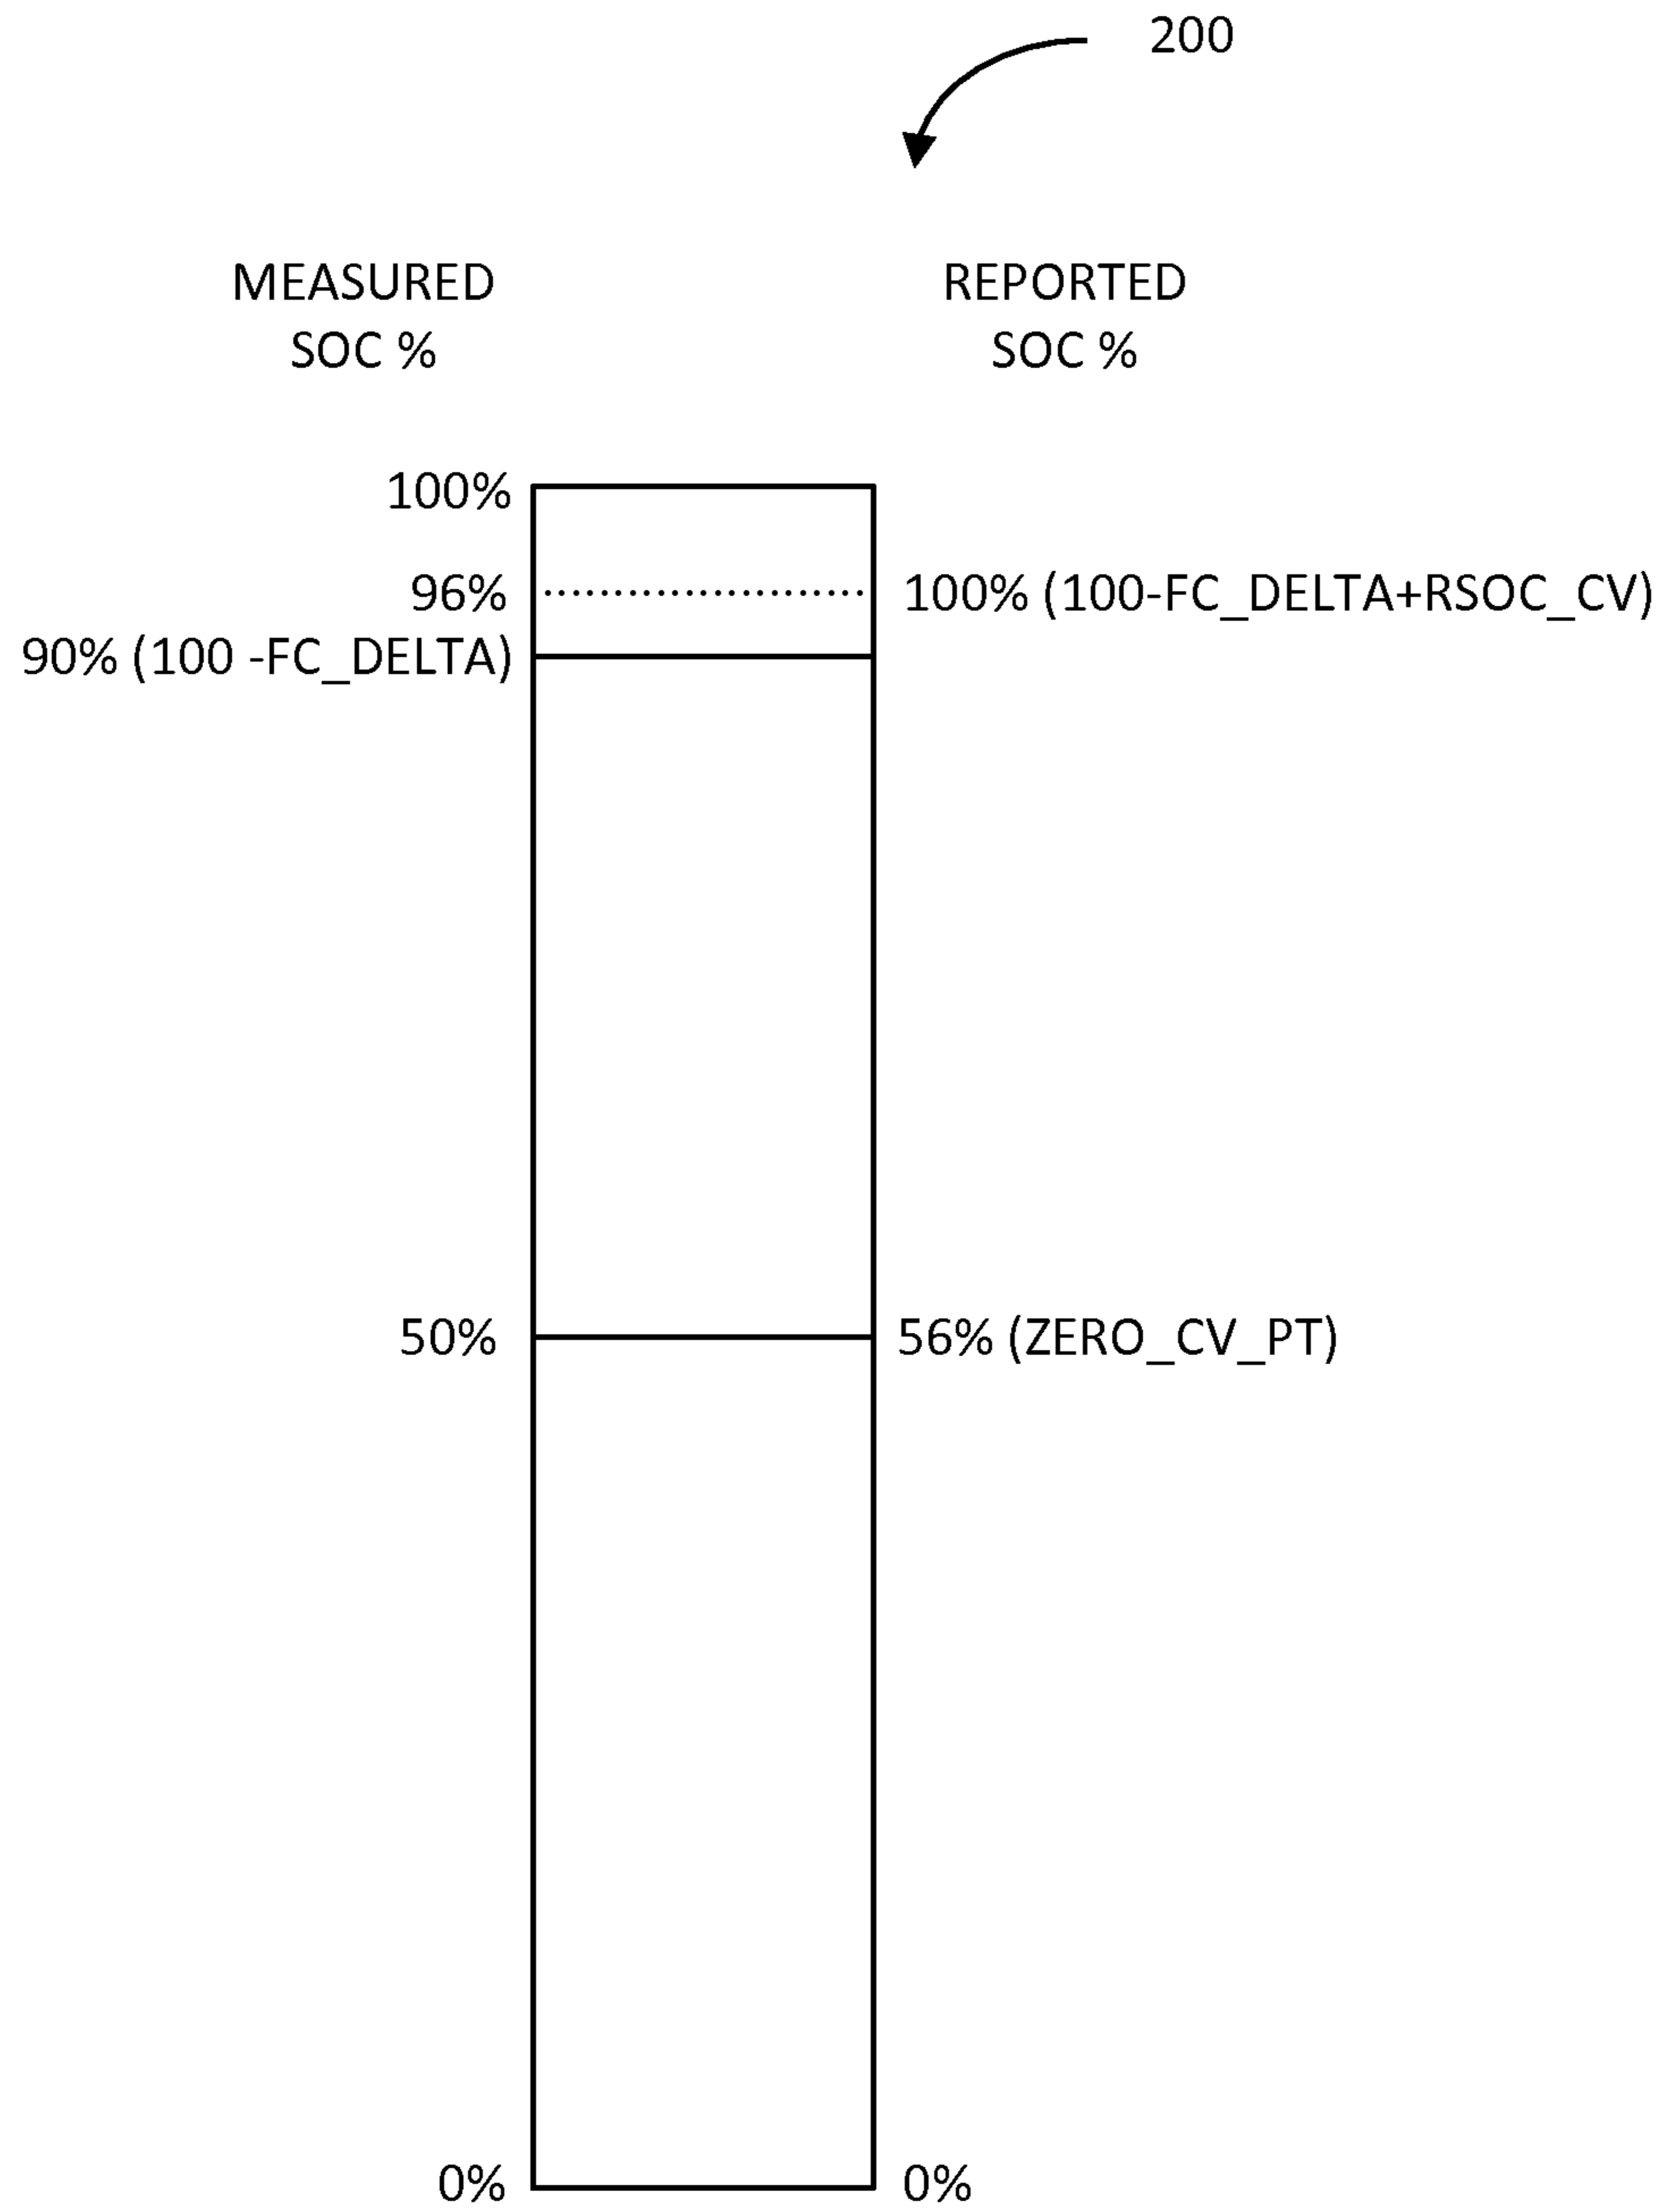 200
MEASURED
SOC %
REPORTED
SOC %
100%
96%
100% (100-FC_DELTA+RSOC_CV)
90% (100 -FC_DELTA)
50%
56% (ZERO_CV_PT)
0%
0%